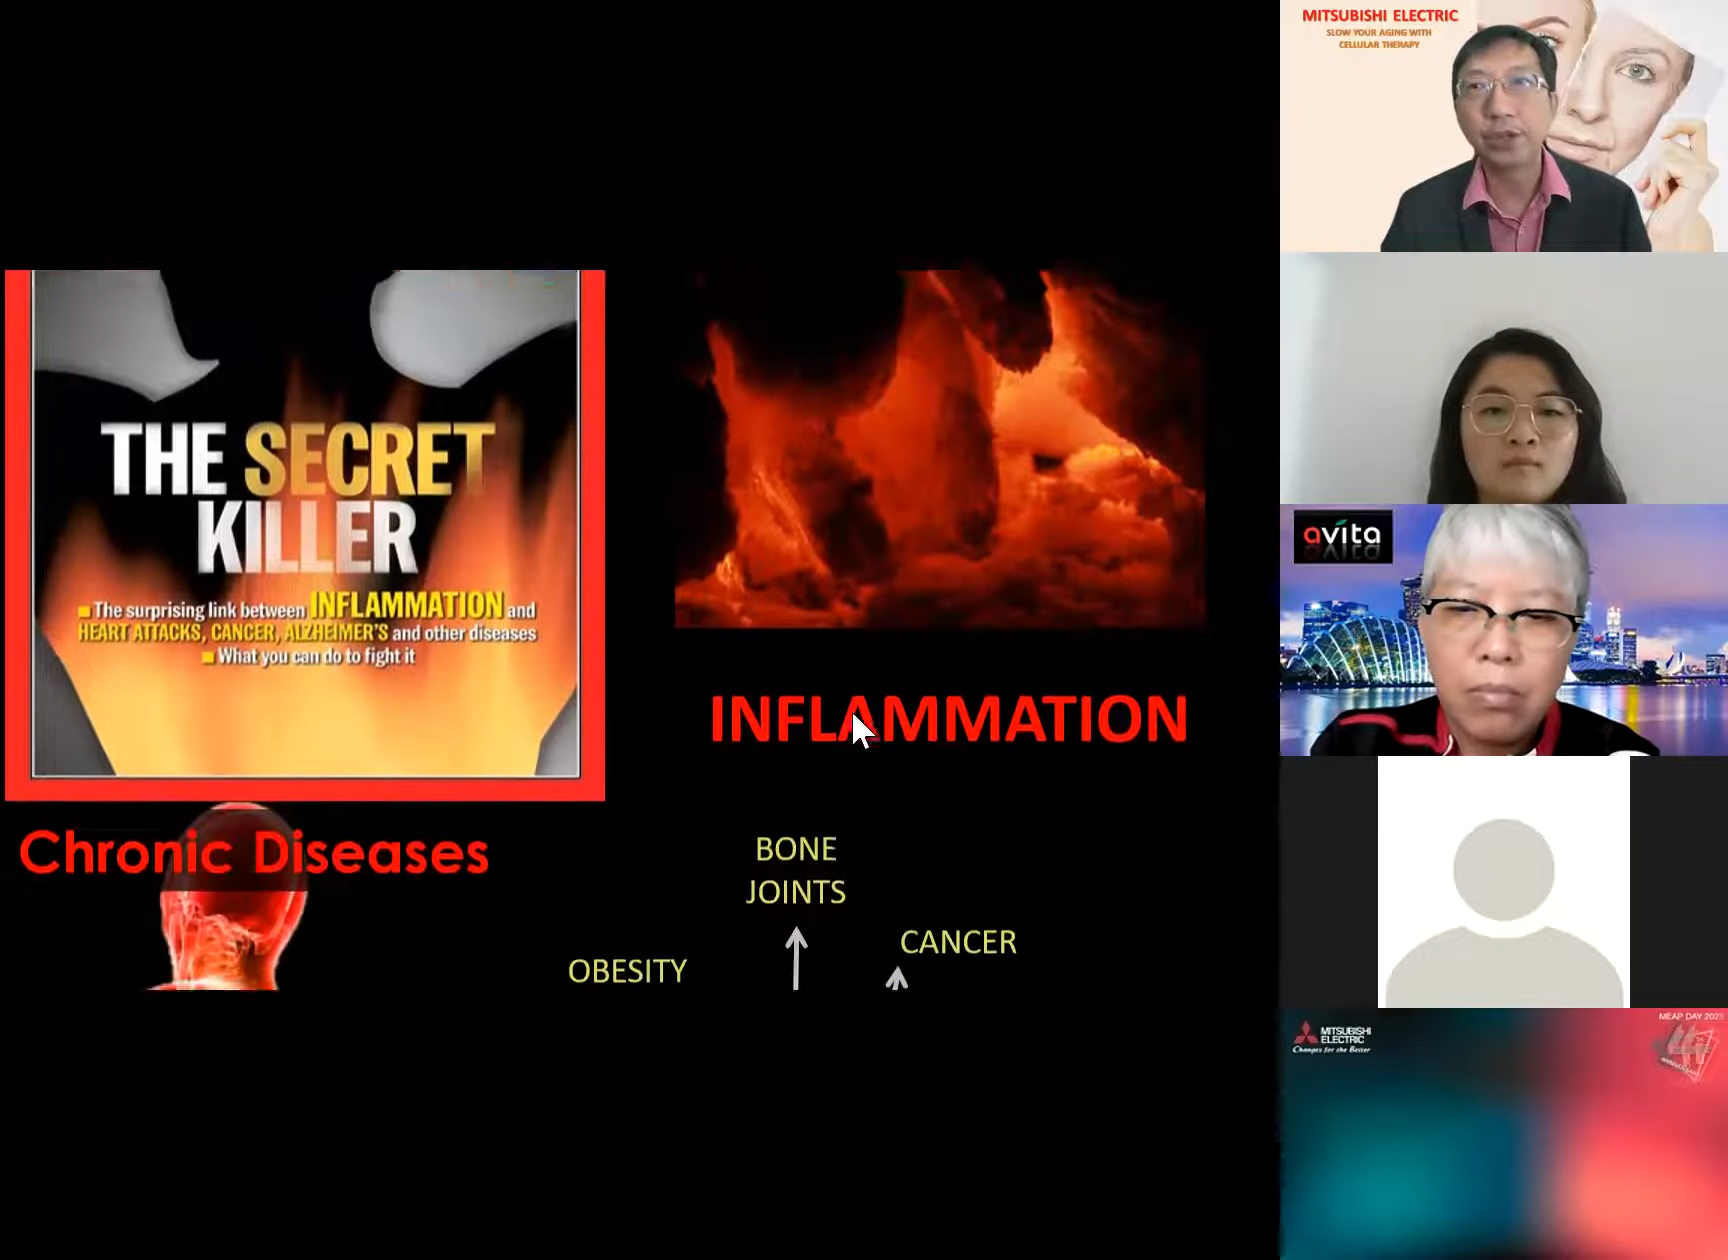 THE SECRET
KILLER
The surprising link between INFLAMMATION and
HEART ATTACKS, CANCER, ALZHEIMER'S and other diseases
What you can do to fight it
INFLAMMATION
Chronic Diseases
BONE
JOINTS
CANCER
OBESITY
MITSUBISHI ELECTRIC
SLOW YOUR AGING WITH
CELLULAR THERAPY
avita
MITSUBISHI
ELECTRIC
Changes for the Better
MEAP DAY